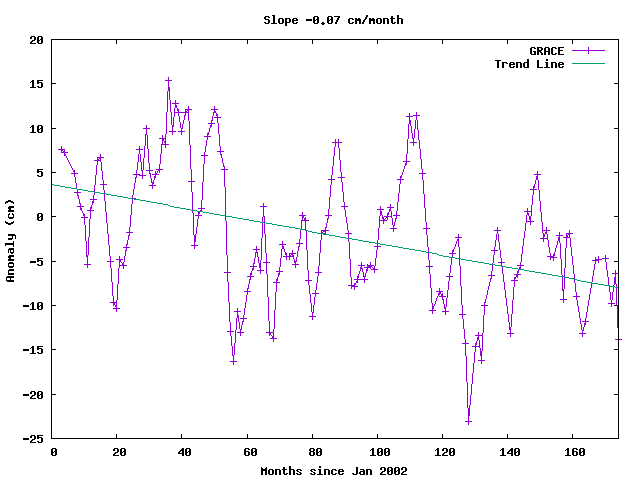 Slope -0.07 cm/month
GRACE
Trend Line
20
15
10
5
0
-5
-10
-15
-20
-25
Anomaly (cm)
0 20 40 60 80 100 120 140 160
Months since Jan 2002